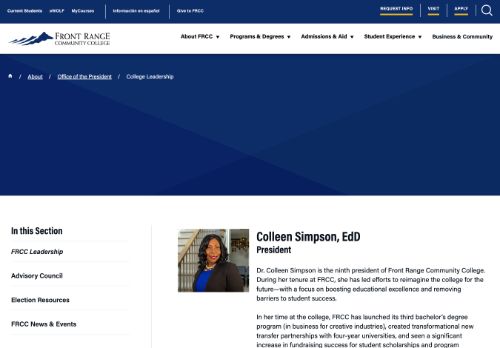 Current Students eWOLF MyCourses Información en español Give to FRCC REQUEST INFO VISIT APPLY
FRONT RANGE
COMMUNITY COLLEGE
About FRCC ▼ Programs & Degrees ▼ Admissions & Aid ▼ Student Experience ▼ Business & Community
/ About / Office of the President / College Leadership
In this Section
FRCC Leadership
Advisory Council
Election Resources
FRCC News & Events
Colleen Simpson, EdD
President
Dr. Colleen Simpson is the ninth president of Front Range Community College.
During her tenure at FRCC, she has led efforts to reimagine the college for the
future—with a focus on boosting educational excellence and removing
barriers to student success.
In her time at the college, FRCC has launched its third bachelor's degree
program (in business for creative industries), created transformational new
transfer partnerships with four-year universities, and seen a significant
increase in fundraising success for student scholarships and program